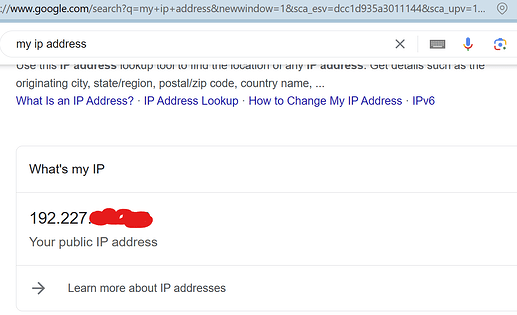 ://www.google.com/search?q=my+ip+address&newwindow=1&sca_esv=dcc1d935a3011144&sca_upv=1...
my ip address
Use this IP address lookup tool to find the location of any IP address. Get details such as the
originating city, state/region, postal/zip code, country name, ...
What Is an IP Address? · IP Address Lookup · How to Change My IP Address · IPv6
What's my IP
192.227.
Your public IP address
Learn more about IP addresses